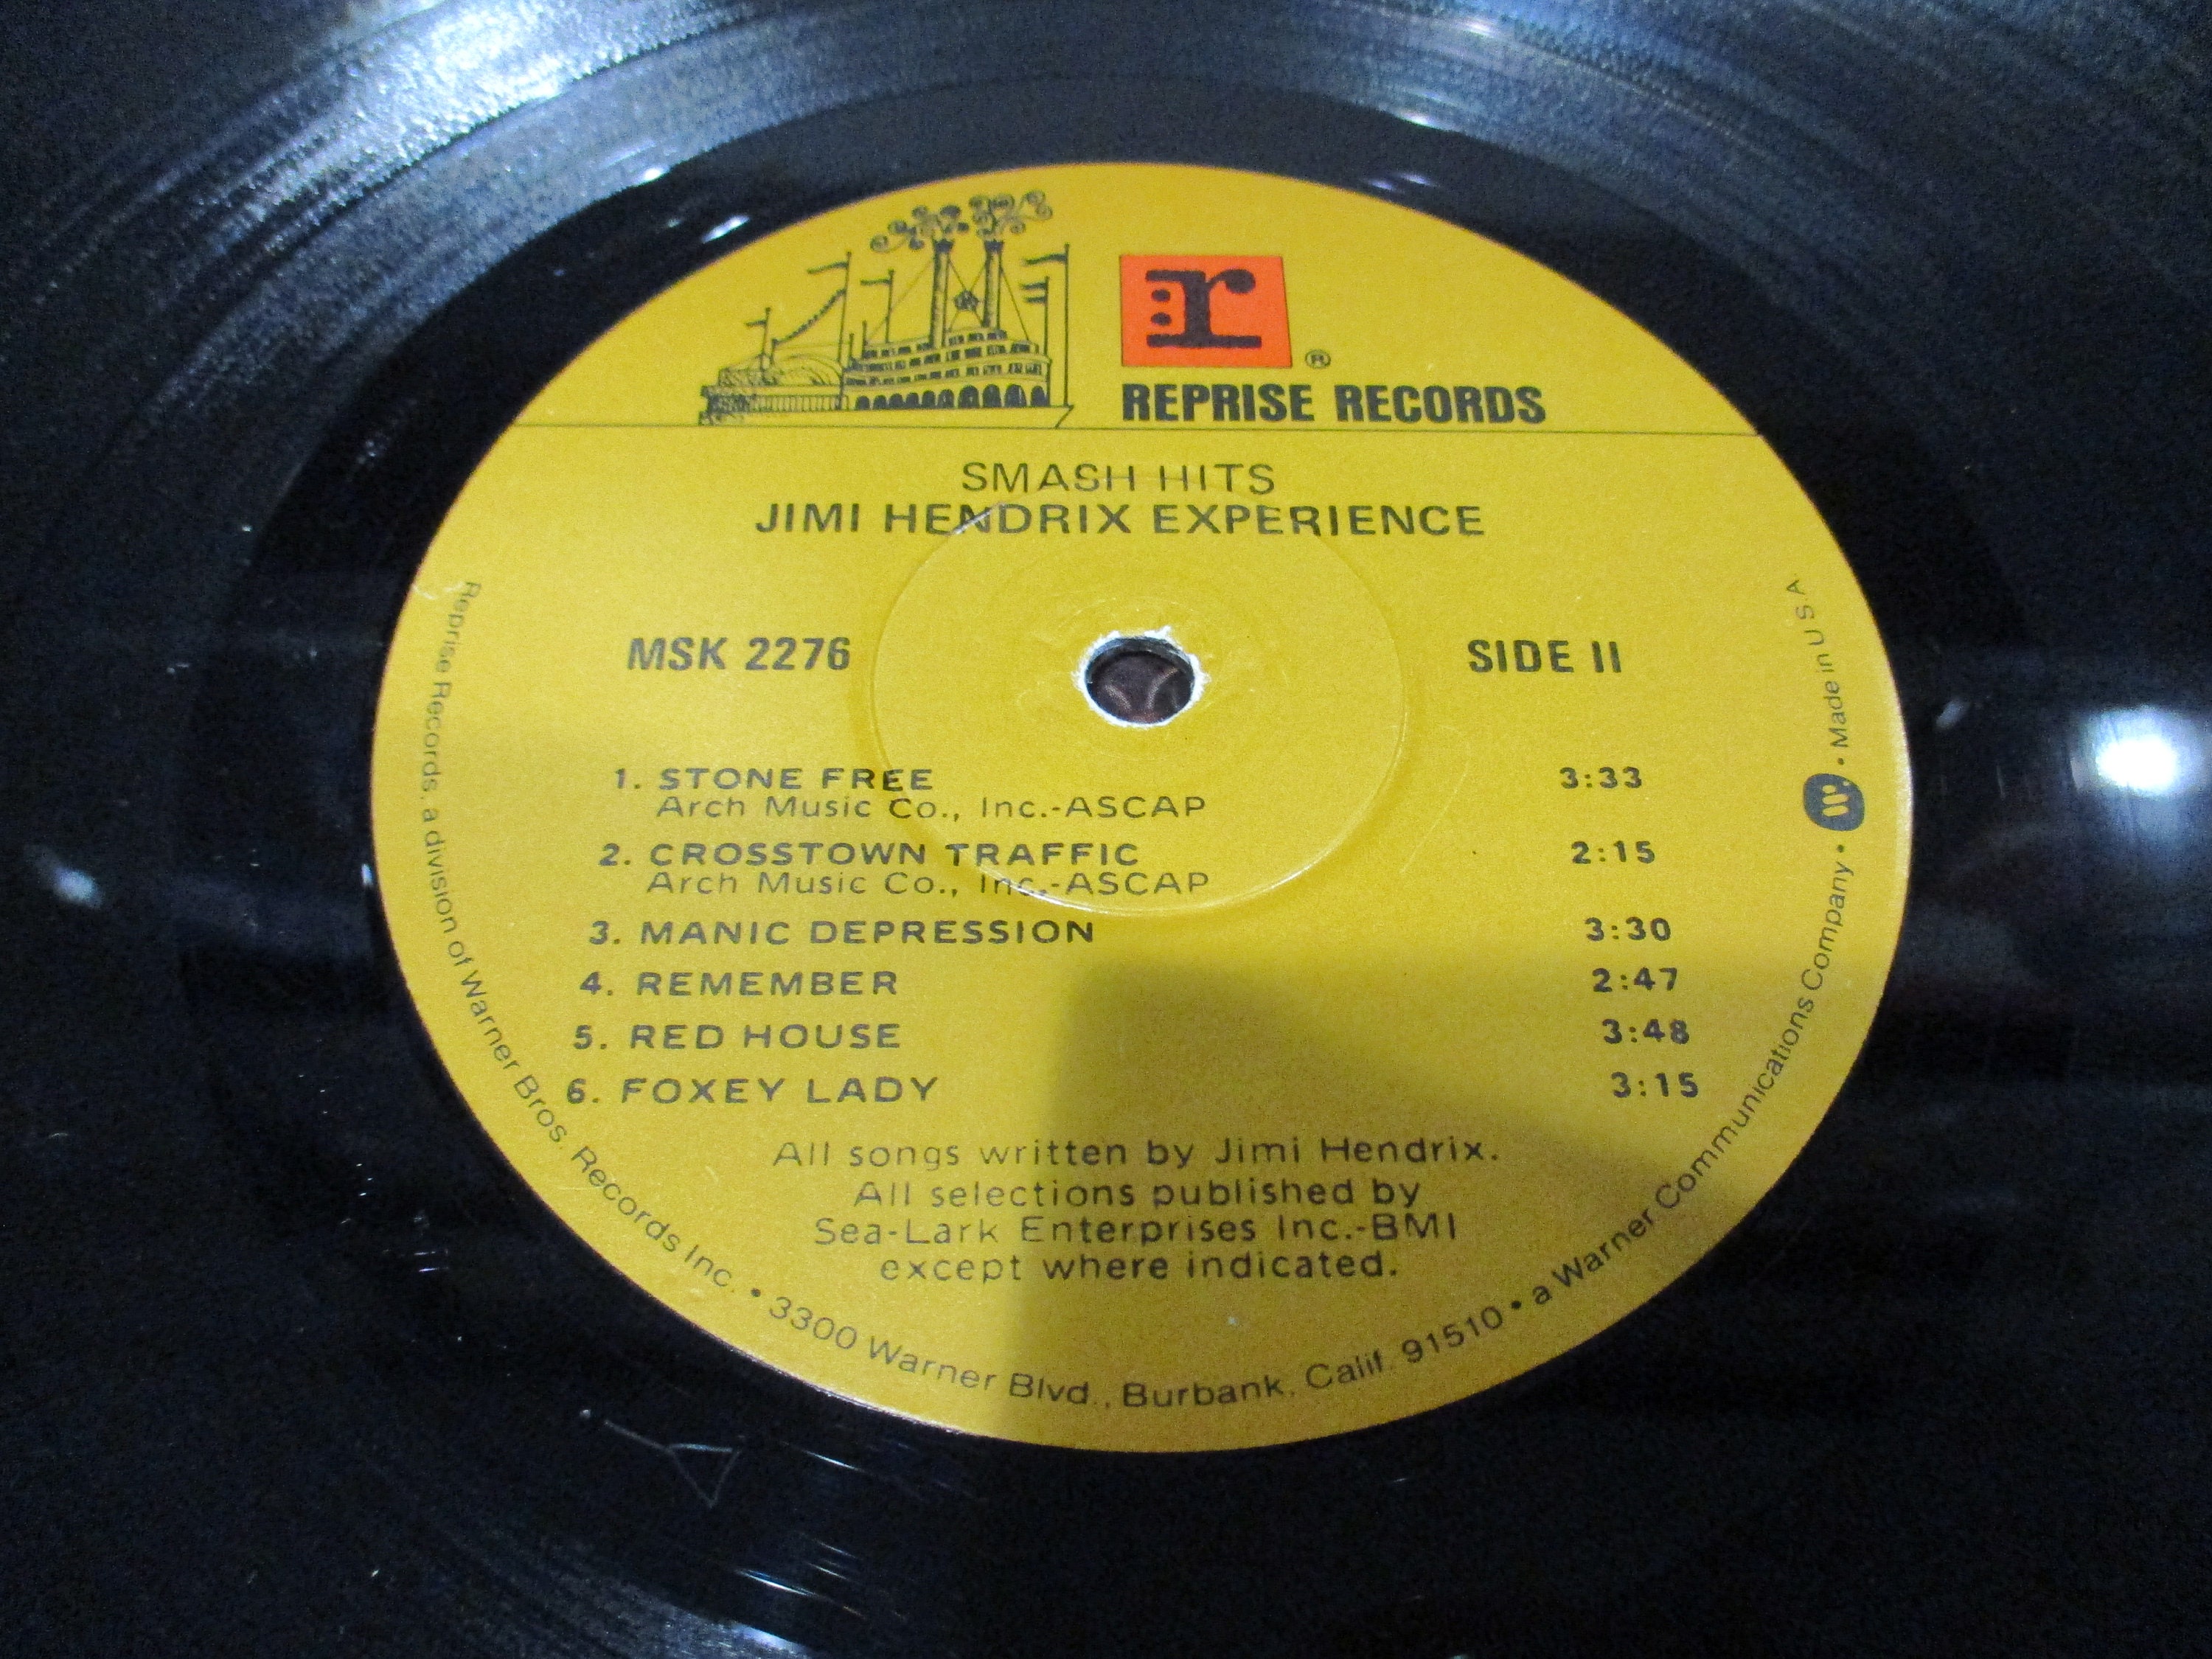 r
®
REPRISE RECORDS
SMASH HITS
JIMI HENDRIX EXPERIENCE
MSK 2276
SIDE II
1. STONE FREE 3:33
Arch Music Co., Inc.-ASCAP
2. CROSSTOWN TRAFFIC 2:15
Arch Music Co., Inc.-ASCAP
3. MANIC DEPRESSION 3:30
4. REMEMBER 2:47
5. RED HOUSE 3:48
6. FOXEY LADY 3:15
All songs written by Jimi Hendrix.
All selections published by
Sea-Lark Enterprises Inc.-BMI
except where indicated.
Reprise Records, a division of Warner Bros. Records Inc. • 3300 Warner Blvd., Burbank, Calif. 91510 • a Warner Communications Company • W • Made in U S A